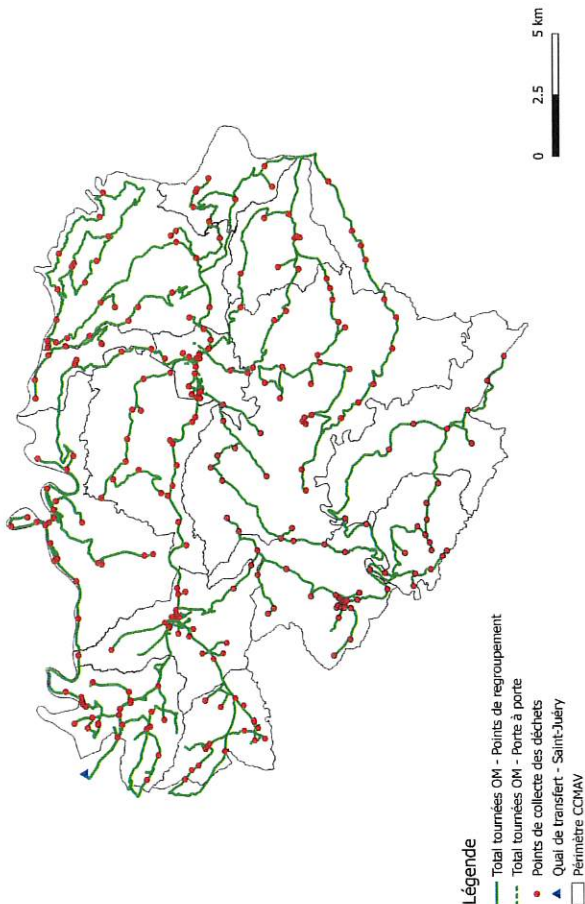 Légende
Total tournées OM - Points de regroupement
Total tournées OM - Porte à porte
Points de collecte des déchets
Quai de transfert - Saint-Juéry
Périmètre CCMAV
0 2.5 5 km